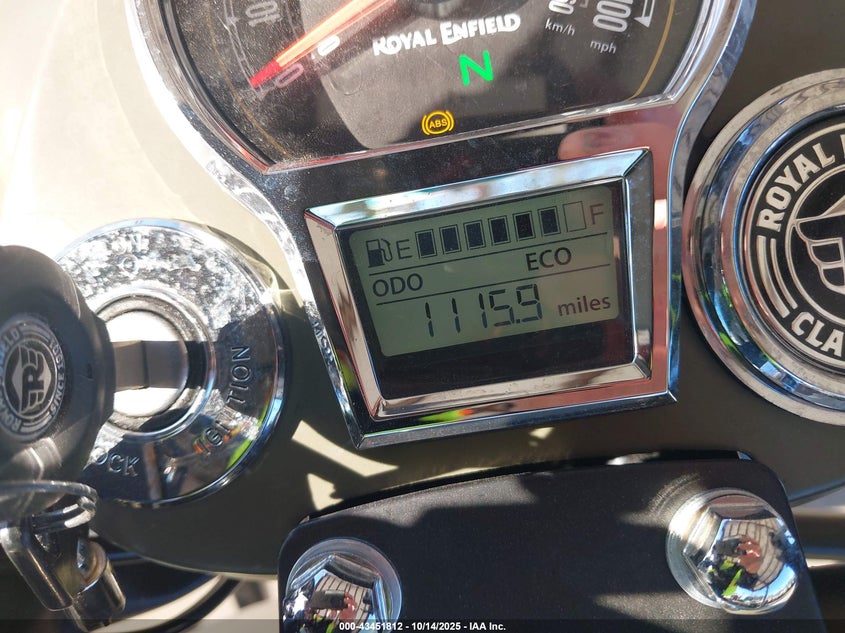 ROYAL ENFIELD
km/h
mph
N
ABS
E
F
ODO
ECO
1115.9 miles
ON
IGNITION
LOCK
000-43451812 - 10/14/2025 - IAA Inc.